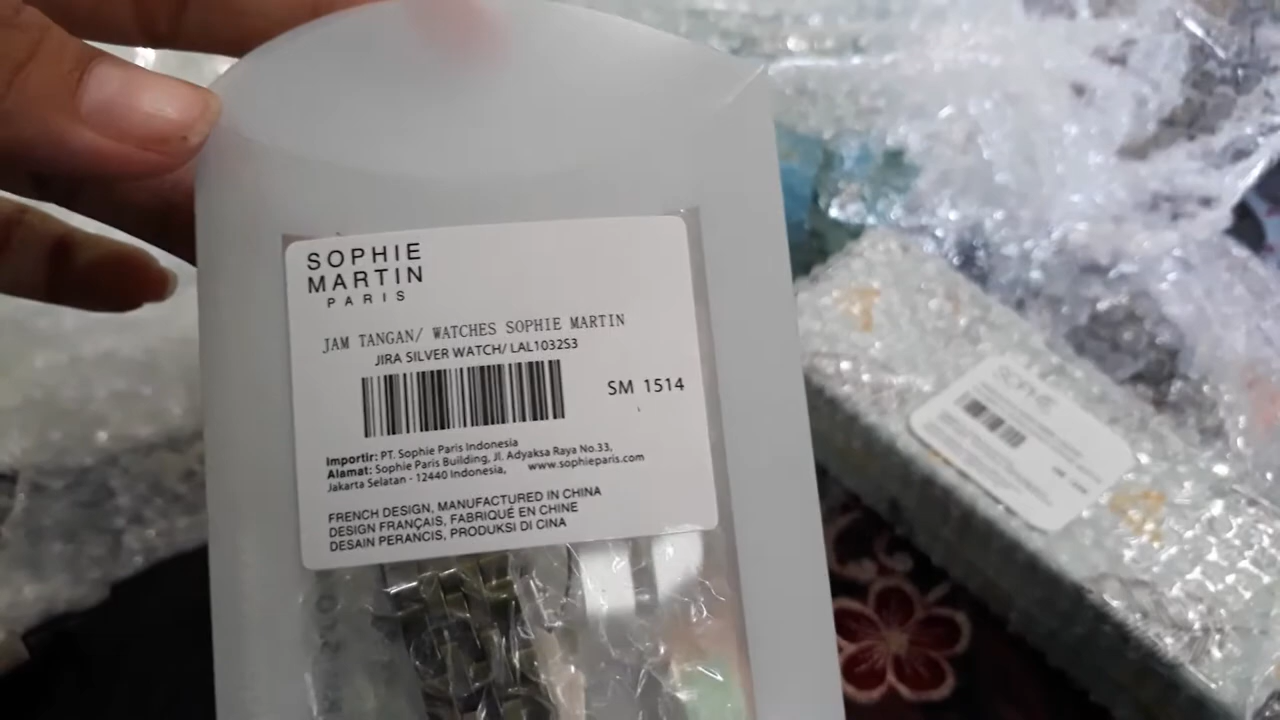 SOPHIE
MARTIN
PARIS
JAM TANGAN/ WATCHES SOPHIE MARTIN
JIRA SILVER WATCH/ LAL1032S3
SM 1514
Importir: PT. Sophie Paris Indonesia
Alamat: Sophie Paris Building, Jl. Adyaksa Raya No.33,
Jakarta Selatan - 12440 Indonesia, www.sophieparis.com
FRENCH DESIGN, MANUFACTURED IN CHINA
DESIGN FRANÇAIS, FABRIQUÉ EN CHINE
DESAIN PERANCIS, PRODUKSI DI CINA
SOPHIE